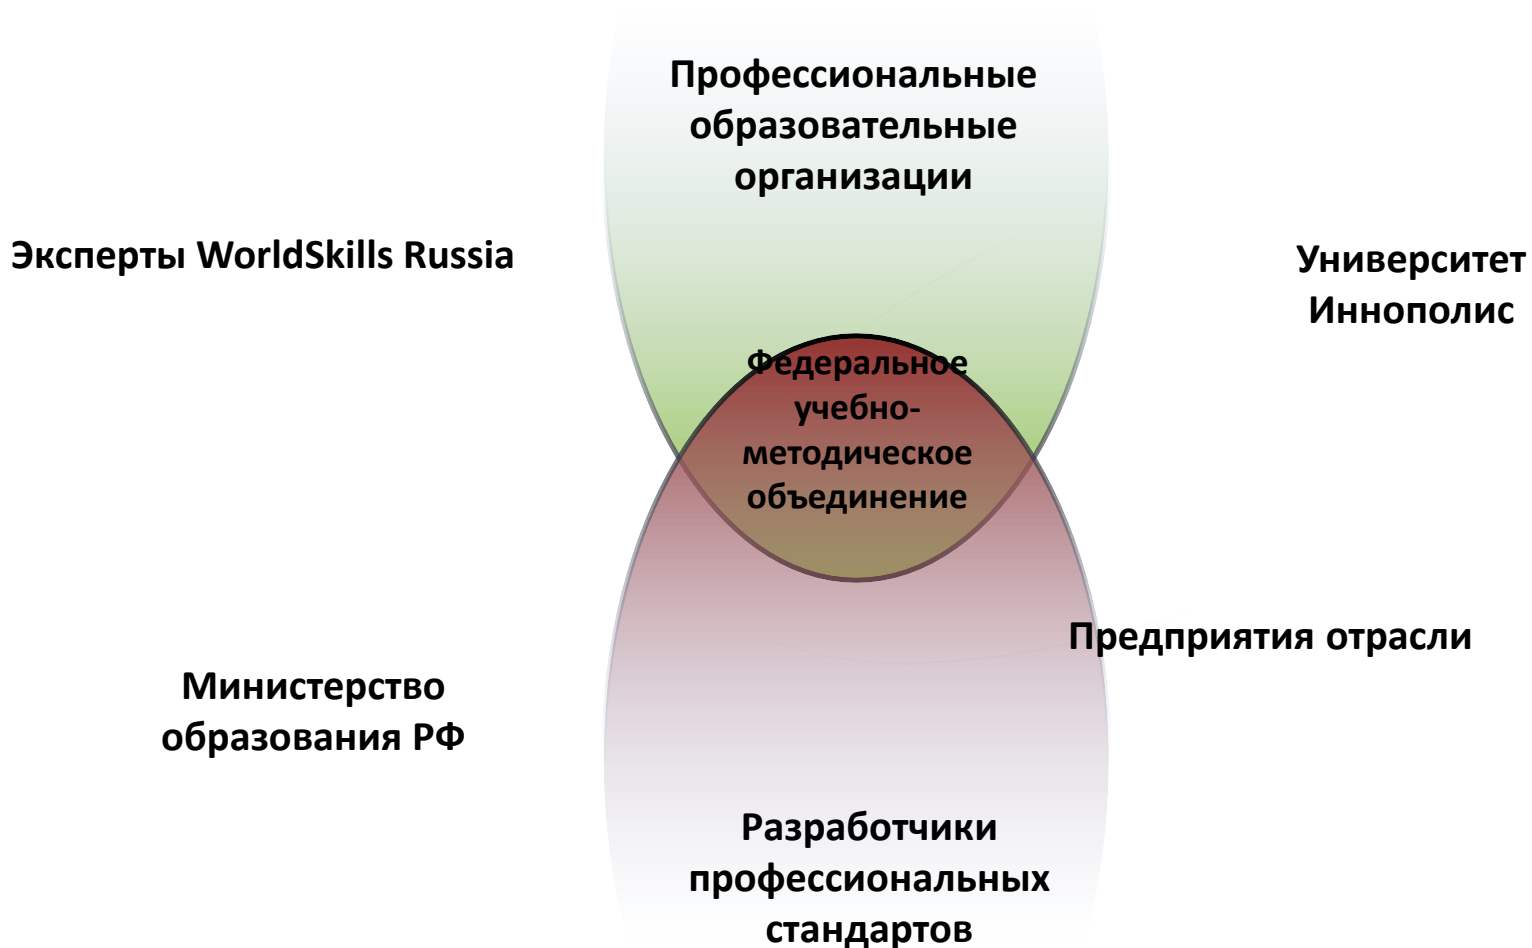 Профессиональные
образовательные
организации
Эксперты WorldSkills Russia
Университет
Иннополис
Федеральное
учебно-
методическое
объединение
Предприятия отрасли
Министерство
образования РФ
Разработчики
профессиональных
стандартов